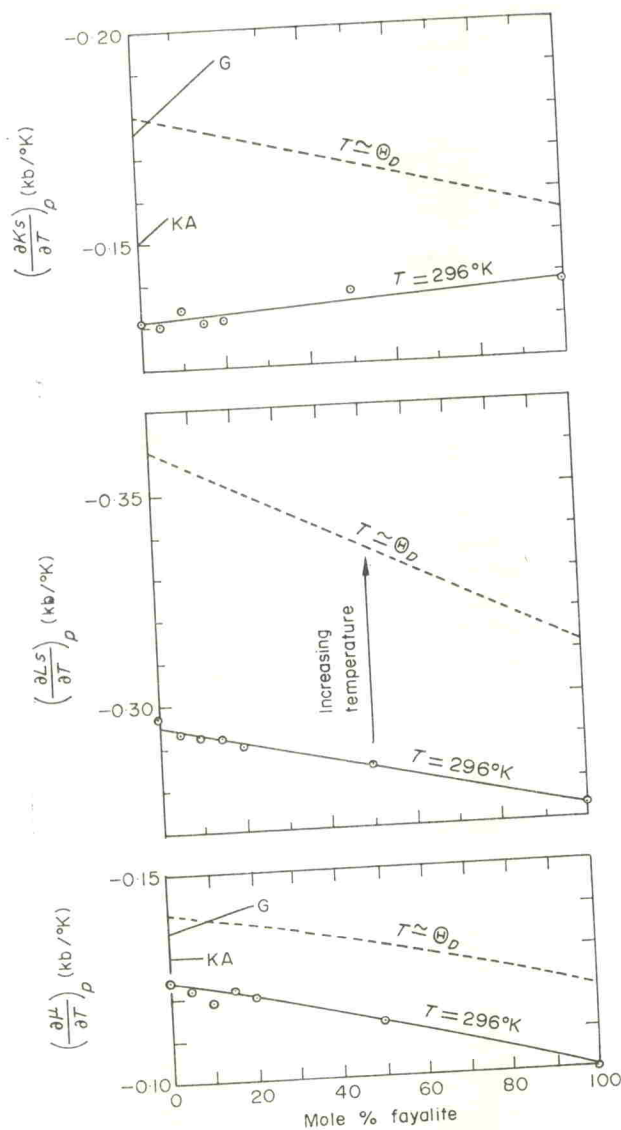 −0·20
G
T ≃ Θ_D
(∂Ks/∂T)_p (kb/°K)
KA
−0·15
T = 296°K
−0·35
T ≃ Θ_D
(∂Ls/∂T)_p (kb/°K)
Increasing
temperature
−0·30
T = 296°K
−0·15
G
T ≃ Θ_D
KA
(∂μ/∂T)_p (kb/°K)
T = 296°K
−0·10
0 20 40 60 80 100
Mole % fayalite